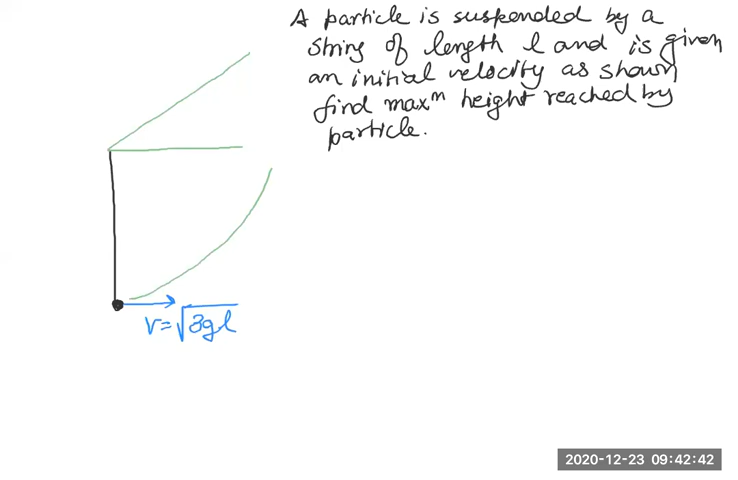 A particle is suspended by a
string of length l and is given
an initial velocity as shown
find maxᵐ height reached by
particle.
v=√3gl
2020-12-23 09:42:42